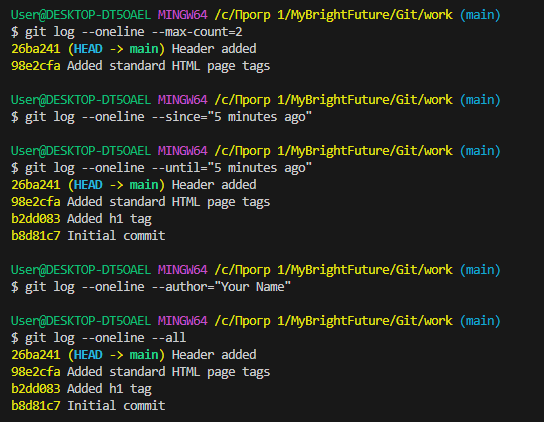 User@DESKTOP-DT5OAEL MINGW64 /c/Прогр 1/MyBrightFuture/Git/work (main)
$ git log --oneline --max-count=2
26ba241 (HEAD -> main) Header added
98e2cfa Added standard HTML page tags
User@DESKTOP-DT5OAEL MINGW64 /c/Прогр 1/MyBrightFuture/Git/work (main)
$ git log --oneline --since="5 minutes ago"
User@DESKTOP-DT5OAEL MINGW64 /c/Прогр 1/MyBrightFuture/Git/work (main)
$ git log --oneline --until="5 minutes ago"
26ba241 (HEAD -> main) Header added
98e2cfa Added standard HTML page tags
b2dd083 Added h1 tag
b8d81c7 Initial commit
User@DESKTOP-DT5OAEL MINGW64 /c/Прогр 1/MyBrightFuture/Git/work (main)
$ git log --oneline --author="Your Name"
User@DESKTOP-DT5OAEL MINGW64 /c/Прогр 1/MyBrightFuture/Git/work (main)
$ git log --oneline --all
26ba241 (HEAD -> main) Header added
98e2cfa Added standard HTML page tags
b2dd083 Added h1 tag
b8d81c7 Initial commit